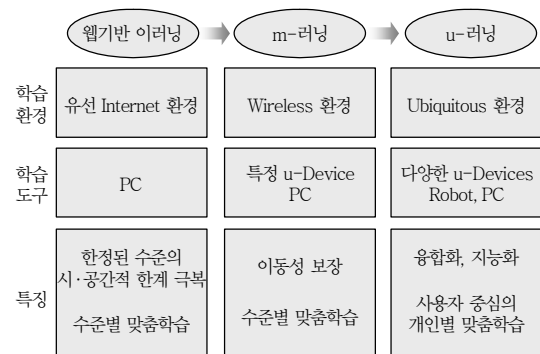 웹기반 이러닝
m-러닝
u-러닝
학습
환경
유선 Internet 환경
Wireless 환경
Ubiquitous 환경
학습
도구
PC
특정 u-Device
PC
다양한 u-Devices
Robot, PC
특징
한정된 수준의
시·공간적 한계 극복
수준별 맞춤학습
이동성 보장
수준별 맞춤학습
융합화, 지능화
사용자 중심의
개인별 맞춤학습